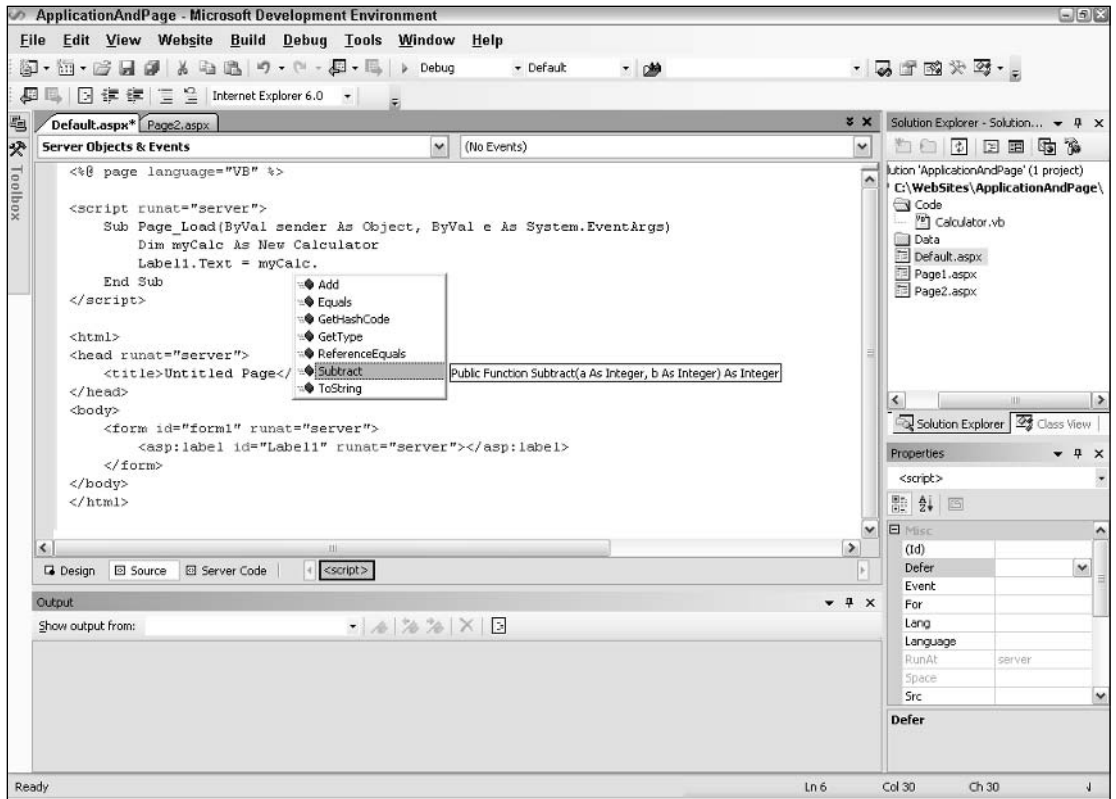 ApplicationAndPage - Microsoft Development Environment
File Edit View Website Build Debug Tools Window Help
Debug Default
Internet Explorer 6.0
Toolbox
Default.aspx* Page2.aspx
Server Objects & Events (No Events)
<%@ page language="VB" %>
<script runat="server">
Sub Page_Load(ByVal sender As Object, ByVal e As System.EventArgs)
Dim myCalc As New Calculator
Label1.Text = myCalc.
End Sub
</script>
<html>
<head runat="server">
<title>Untitled Page</
</head>
<body>
<form id="form1" runat="server">
<asp:label id="Label1" runat="server"></asp:label>
</form>
</body>
</html>
Add
Equals
GetHashCode
GetType
ReferenceEquals
Subtract
ToString
Public Function Subtract(a As Integer, b As Integer) As Integer
Design Source Server Code <script>
Output
Show output from:
Solution Explorer - Solution...
lution 'ApplicationAndPage' (1 project)
C:\WebSites\ApplicationAndPage\
Code
Calculator.vb
Data
Default.aspx
Page1.aspx
Page2.aspx
Solution Explorer Class View
Properties
<script>
Misc
(Id)
Defer
Event
For
Lang
Language
RunAt server
Space
Src
Defer
Ready Ln 6 Col 30 Ch 30